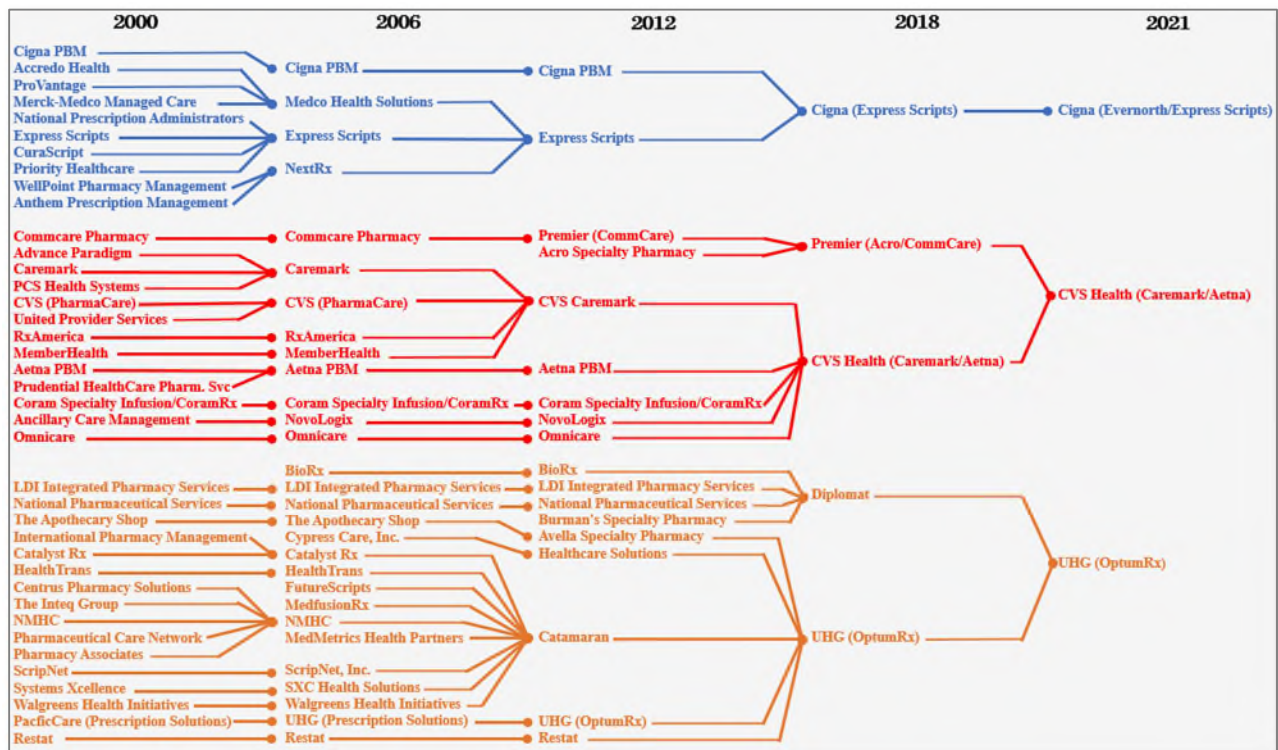 2000 2006 2012 2018 2021
Cigna PBM
Accredo Health
Cigna PBM Cigna PBM
ProVantage
Merck-Medco Managed Care Medco Health Solutions
Cigna (Express Scripts) Cigna (Evernorth/Express Scripts)
National Prescription Administrators
Express Scripts Express Scripts Express Scripts
CuraScript
Priority Healthcare NextRx
WellPoint Pharmacy Management
Anthem Prescription Management
Commcare Pharmacy Commcare Pharmacy Premier (CommCare)
Premier (Acro/CommCare)
Advance Paradigm Acro Specialty Pharmacy
Caremark Caremark
PCS Health Systems
CVS Health (Caremark/Aetna)
CVS (PharmaCare) CVS (PharmaCare) CVS Caremark
United Provider Services
RxAmerica RxAmerica
MemberHealth MemberHealth
CVS Health (Caremark/Aetna)
Aetna PBM Aetna PBM Aetna PBM
Prudential HealthCare Pharm. Svc
Coram Specialty Infusion/CoramRx Coram Specialty Infusion/CoramRx Coram Specialty Infusion/CoramRx
Ancillary Care Management NovoLogix NovoLogix
Omnicare Omnicare Omnicare
BioRx BioRx
LDI Integrated Pharmacy Services LDI Integrated Pharmacy Services LDI Integrated Pharmacy Services
Diplomat
National Pharmaceutical Services National Pharmaceutical Services National Pharmaceutical Services
The Apothecary Shop The Apothecary Shop Burman's Specialty Pharmacy
International Pharmacy Management Cypress Care, Inc. Avella Specialty Pharmacy
Catalyst Rx Catalyst Rx Healthcare Solutions
UHG (OptumRx)
HealthTrans HealthTrans
Centrus Pharmacy Solutions FutureScripts
The Inteq Group MedfusionRx
NMHC NMHC
Pharmaceutical Care Network MedMetrics Health Partners Catamaran UHG (OptumRx)
Pharmacy Associates
ScripNet ScripNet, Inc.
Systems Xcellence SXC Health Solutions
Walgreens Health Initiatives Walgreens Health Initiatives
PacficCare (Prescription Solutions) UHG (Prescription Solutions) UHG (OptumRx)
Restat Restat Restat